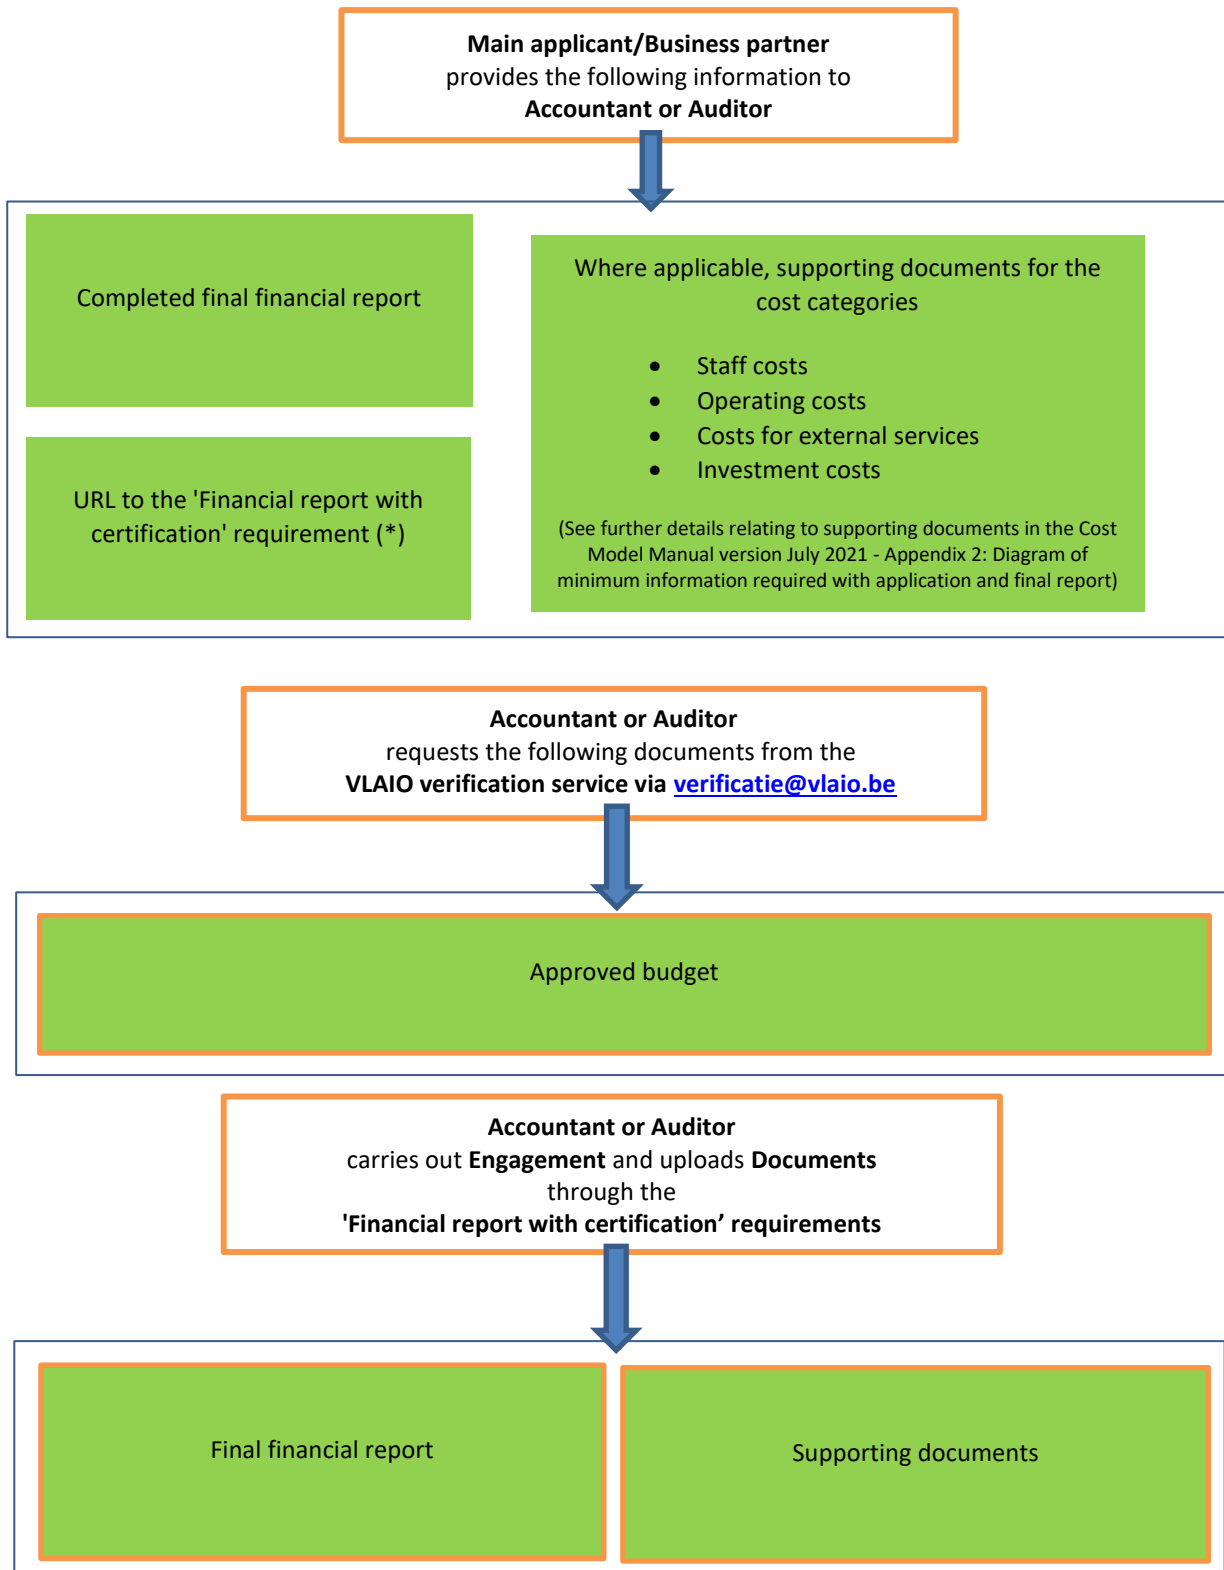 Main applicant/Business partner
provides the following information to
Accountant or Auditor
Completed final financial report
URL to the 'Financial report with
certification' requirement (*)
Where applicable, supporting documents for the
cost categories
• Staff costs
• Operating costs
• Costs for external services
• Investment costs
(See further details relating to supporting documents in the Cost
Model Manual version July 2021 - Appendix 2: Diagram of
minimum information required with application and final report)
Accountant or Auditor
requests the following documents from the
VLAIO verification service via verificatie@vlaio.be
Approved budget
Accountant or Auditor
carries out Engagement and uploads Documents
through the
'Financial report with certification’ requirements
Final financial report
Supporting documents